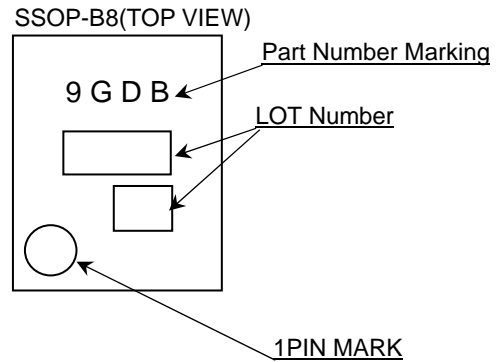 SSOP-B8(TOP VIEW)
Part Number Marking
9 G D B
LOT Number
1PIN MARK